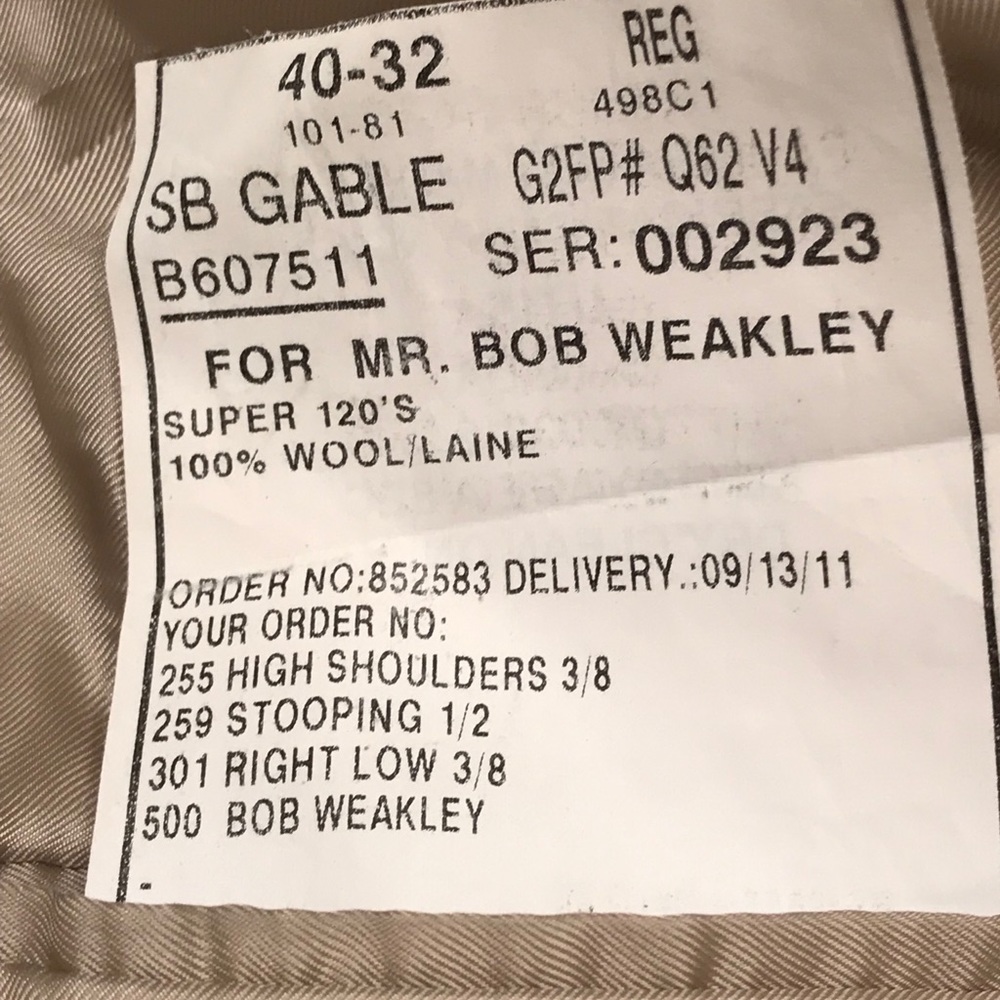 40-32 REG
101-81 498C1
SB GABLE G2FP# Q62 V4
B607511 SER: 002923
FOR MR. BOB WEAKLEY
SUPER 120'S
100% WOOL/LAINE
ORDER NO:852583 DELIVERY.:09/13/11
YOUR ORDER NO:
255 HIGH SHOULDERS 3/8
259 STOOPING 1/2
301 RIGHT LOW 3/8
500 BOB WEAKLEY
-